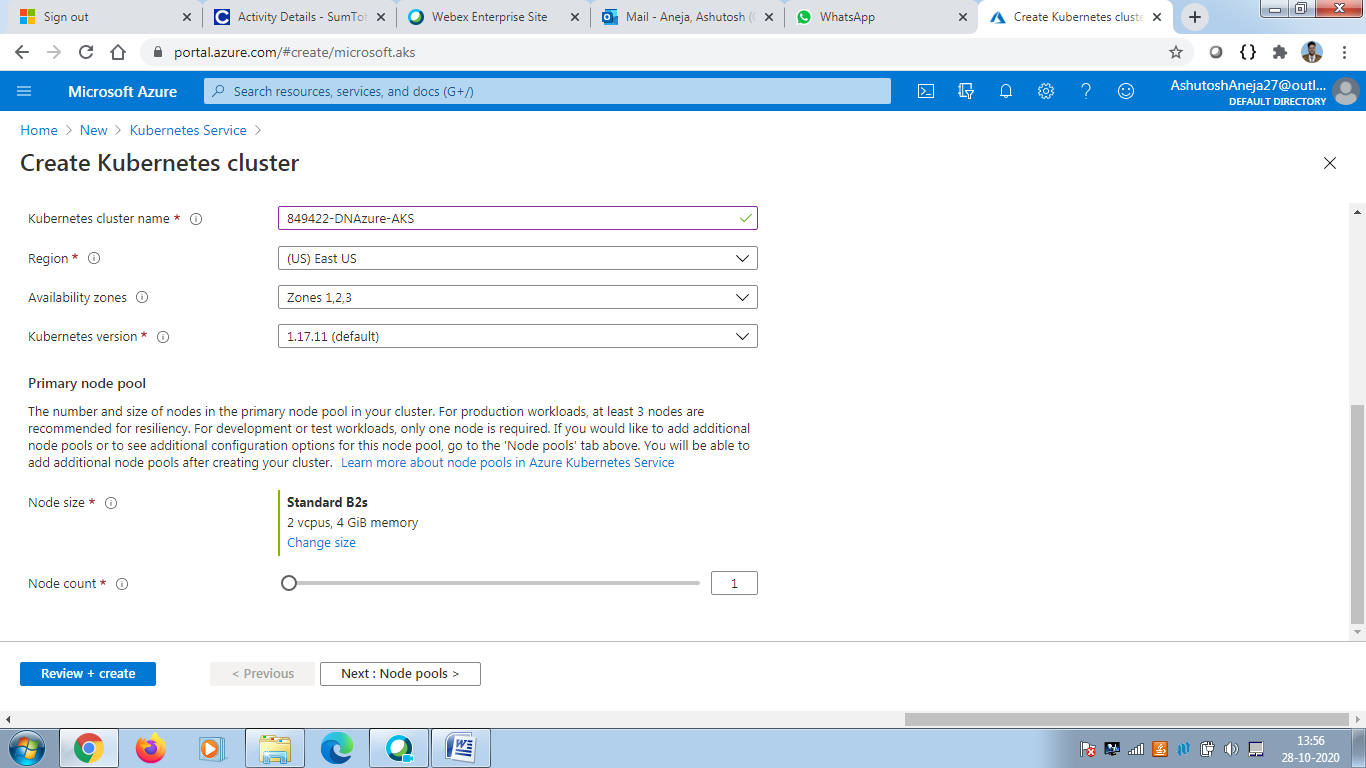 Sign out
Activity Details - SumTot
Webex Enterprise Site
Mail - Aneja, Ashutosh (
WhatsApp
Create Kubernetes cluste
portal.azure.com/#create/microsoft.aks
Microsoft Azure
Search resources, services, and docs (G+/)
AshutoshAneja27@outl...
DEFAULT DIRECTORY
Home > New > Kubernetes Service >
Create Kubernetes cluster
Kubernetes cluster name *
849422-DNAzure-AKS
Region *
(US) East US
Availability zones
Zones 1,2,3
Kubernetes version *
1.17.11 (default)
Primary node pool
The number and size of nodes in the primary node pool in your cluster. For production workloads, at least 3 nodes are
recommended for resiliency. For development or test workloads, only one node is required. If you would like to add additional
node pools or to see additional configuration options for this node pool, go to the 'Node pools' tab above. You will be able to
add additional node pools after creating your cluster. Learn more about node pools in Azure Kubernetes Service
Node size *
Standard B2s
2 vcpus, 4 GiB memory
Change size
Node count *
1
Review + create
< Previous
Next : Node pools >
13:56
28-10-2020